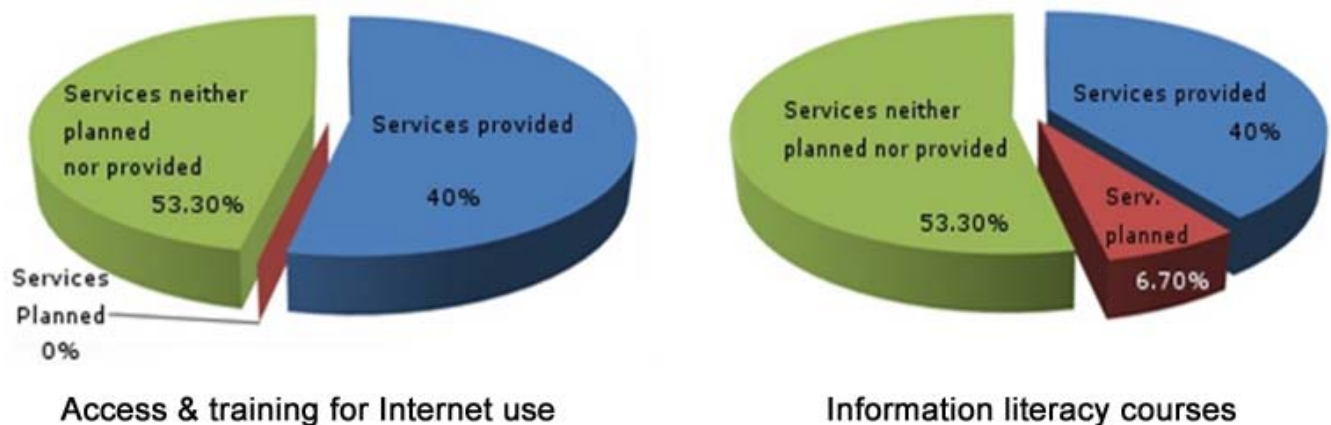 Services neither
planned
nor provided
53.30%
Services provided
40%
Services
Planned
0%
Access & training for Internet use
Services neither
planned nor provided
53.30%
Services provided
40%
Serv.
planned
6.70%
Information literacy courses